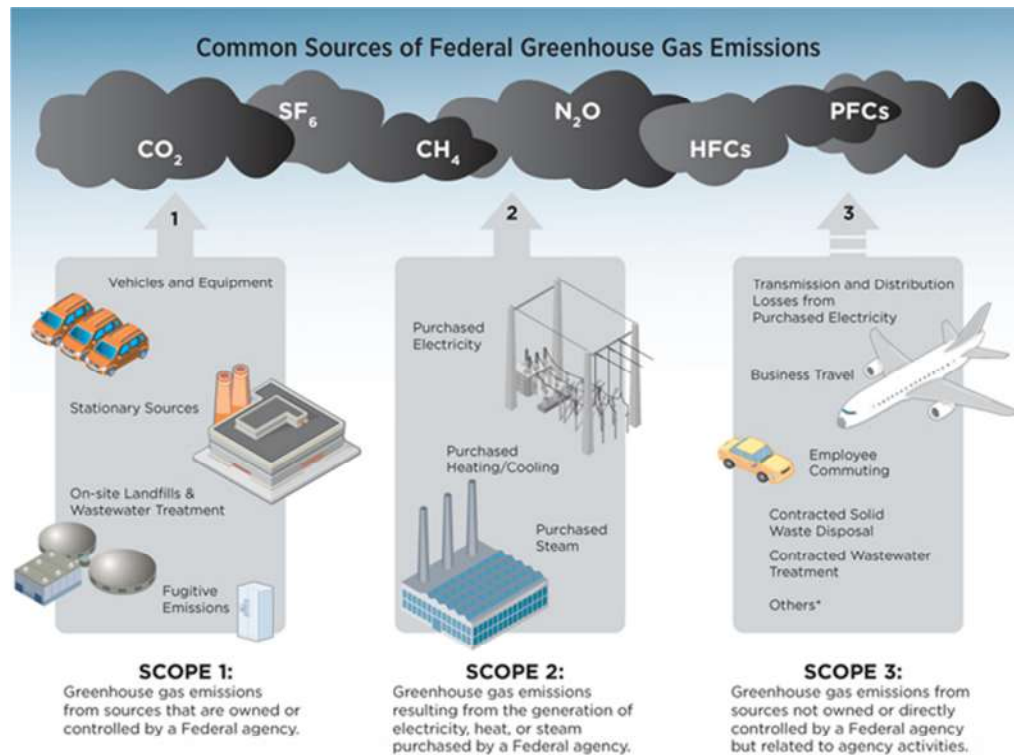 Common Sources of Federal Greenhouse Gas Emissions
CO₂
SF₆
CH₄
N₂O
HFCs
PFCs
1
Vehicles and Equipment
Stationary Sources
On-site Landfills &
Wastewater Treatment
Fugitive
Emissions
SCOPE 1:
Greenhouse gas emissions
from sources that are owned or
controlled by a Federal agency.
2
Purchased
Electricity
Purchased
Heating/Cooling
Purchased
Steam
SCOPE 2:
Greenhouse gas emissions
resulting from the generation of
electricity, heat, or steam
purchased by a Federal agency.
3
Transmission and Distribution
Losses from
Purchased Electricity
Business Travel
Employee
Commuting
Contracted Solid
Waste Disposal
Contracted Wastewater
Treatment
Others*
SCOPE 3:
Greenhouse gas emissions from
sources not owned or directly
controlled by a Federal agency
but related to agency activities.